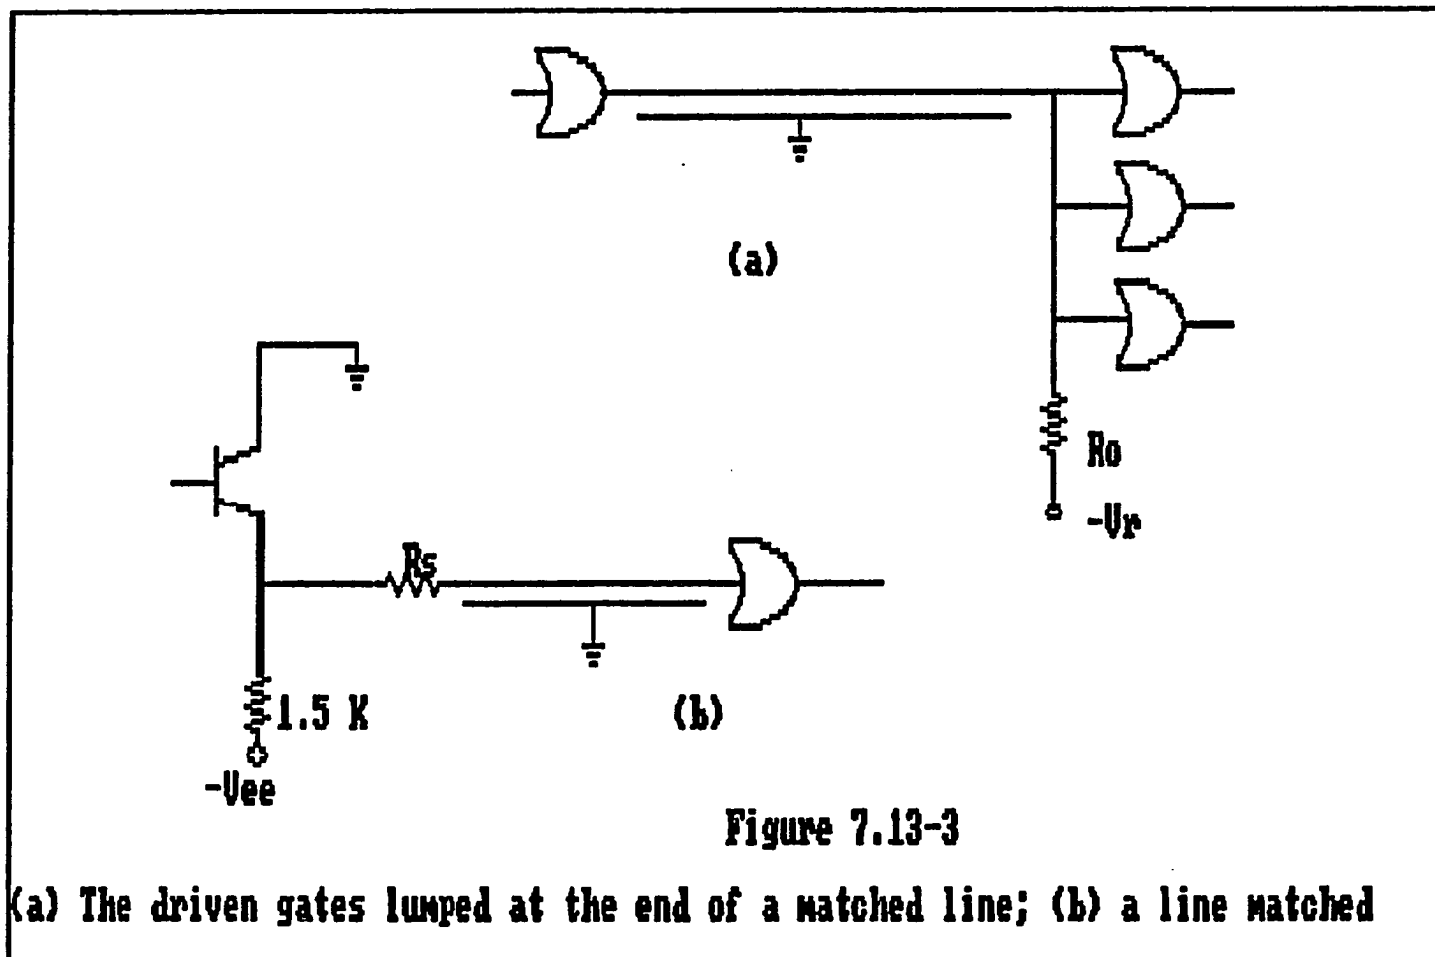 (a)
Ro
-Vr
Rs
1.5 K
(b)
-Vee
Figure 7.13-3
(a) The driven gates lumped at the end of a matched line; (b) a line matched